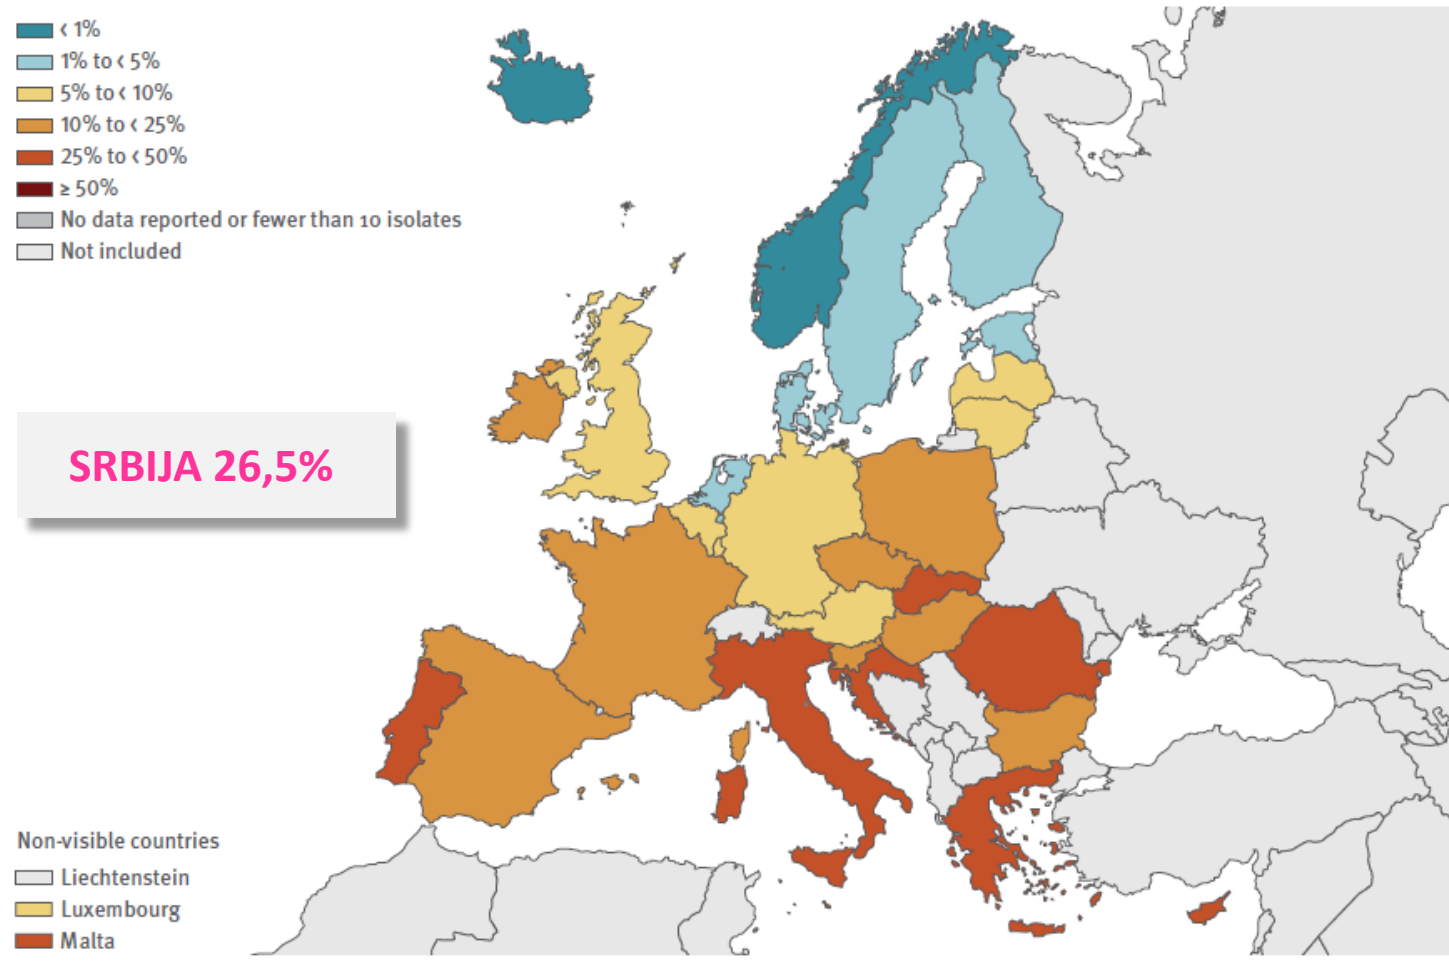 < 1%
1% to < 5%
5% to < 10%
10% to < 25%
25% to < 50%
≥ 50%
No data reported or fewer than 10 isolates
Not included
SRBIJA 26,5%
Non-visible countries
Liechtenstein
Luxembourg
Malta